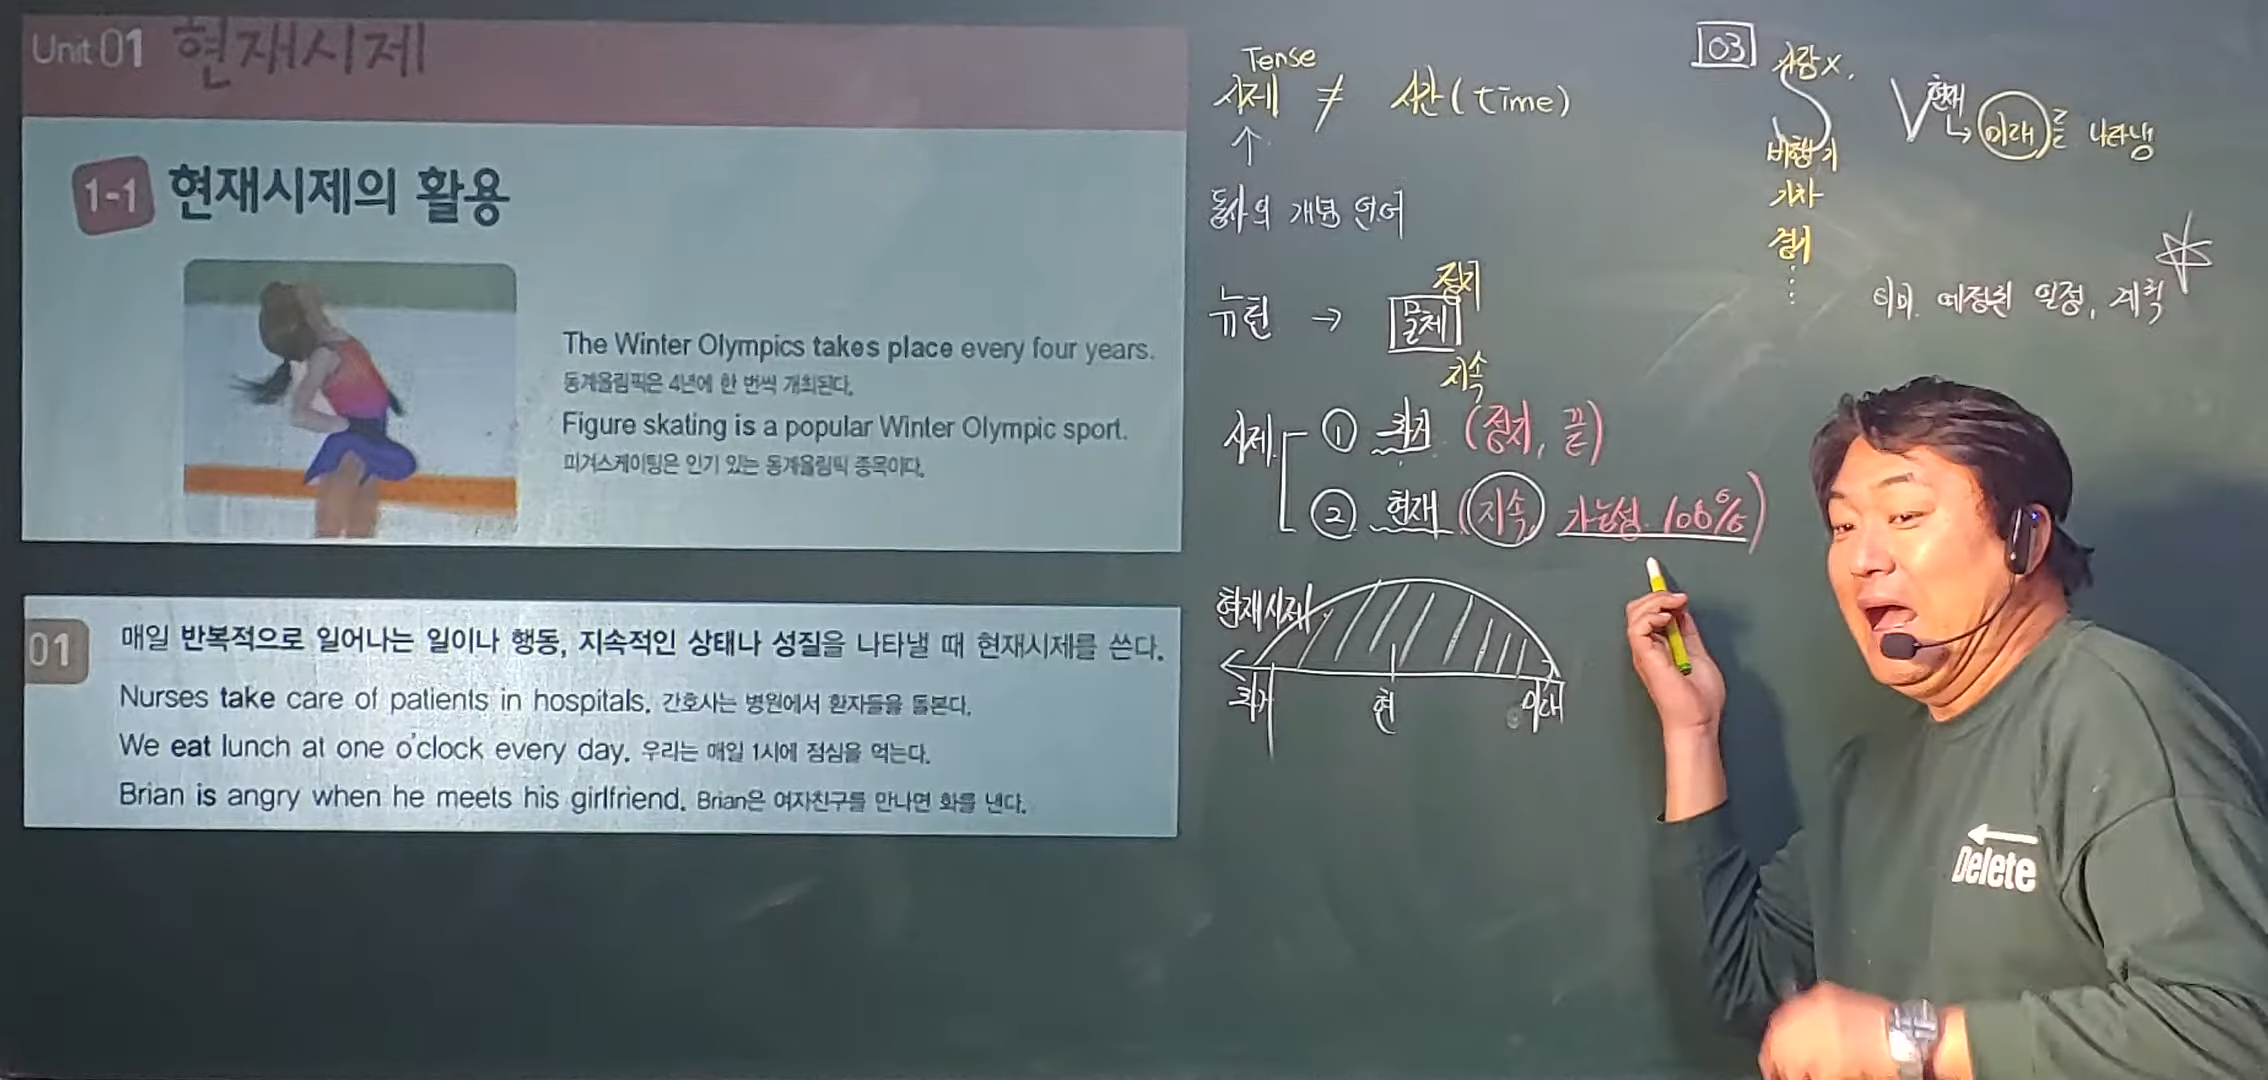 Unit 01 현재시제
1-1 현재시제의 활용
The Winter Olympics takes place every four years.
동계올림픽은 4년에 한 번씩 개최된다.
Figure skating is a popular Winter Olympic sport.
피겨스케이팅은 인기 있는 동계올림픽 종목이다.
01 매일 반복적으로 일어나는 일이나 행동, 지속적인 상태나 성질을 나타낼 때 현재시제를 쓴다.
Nurses take care of patients in hospitals. 간호사는 병원에서 환자들을 돌본다.
We eat lunch at one o'clock every day. 우리는 매일 1시에 점심을 먹는다.
Brian is angry when he meets his girlfriend. Brian은 여자친구를 만나면 화를 낸다.
Tense
시제 ≠ 시간(time)
↑
동사의 개념 언어
정지
뉴턴 → 물체
지속
시제 ① 과거 (정지, 끝)
② 현재 (지속, 가능성 100%)
현재시제
과거 현 미래
03 사람X.
비행기
기차
경기
⋮
현재
→ 미래를 나타냄
이미 예정된 일정, 계획
← Delete